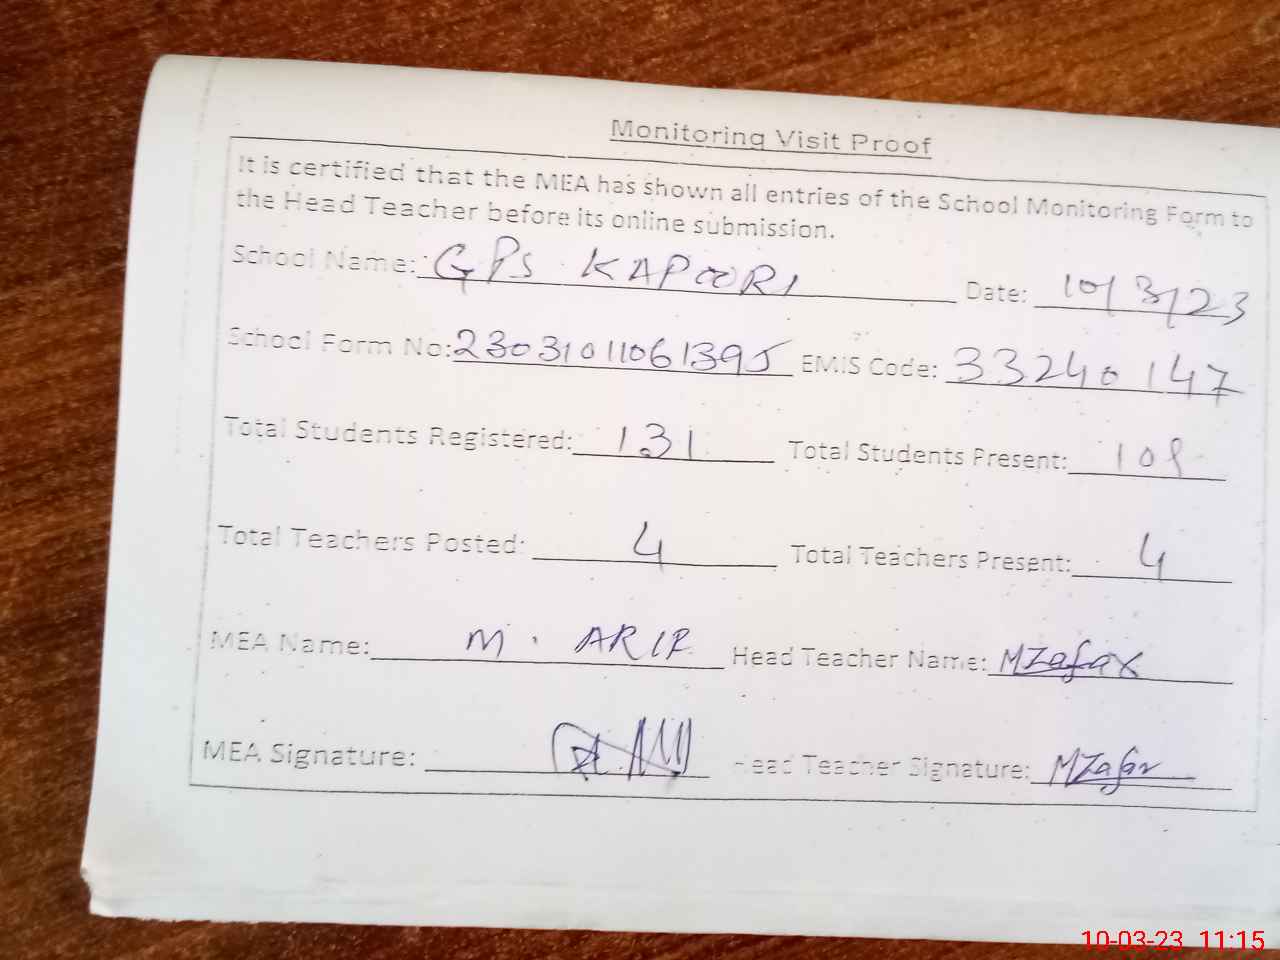 Monitoring Visit Proof
It is certified that the MEA has shown all entries of the School Monitoring Form to
the Head Teacher before its online submission.
School Name: GPS KAPOORI Date: 10/3/23
School Form No: 23031011061395 EMIS Code: 33240147
Total Students Registered: 131 Total Students Present:
Total Teachers Posted: 4 Total Teachers Present: 4
MEA Name: M. ARIF Head Teacher Name: MZafar
MEA Signature: Head Teacher Signature: MZafar
10-03-23 11:15